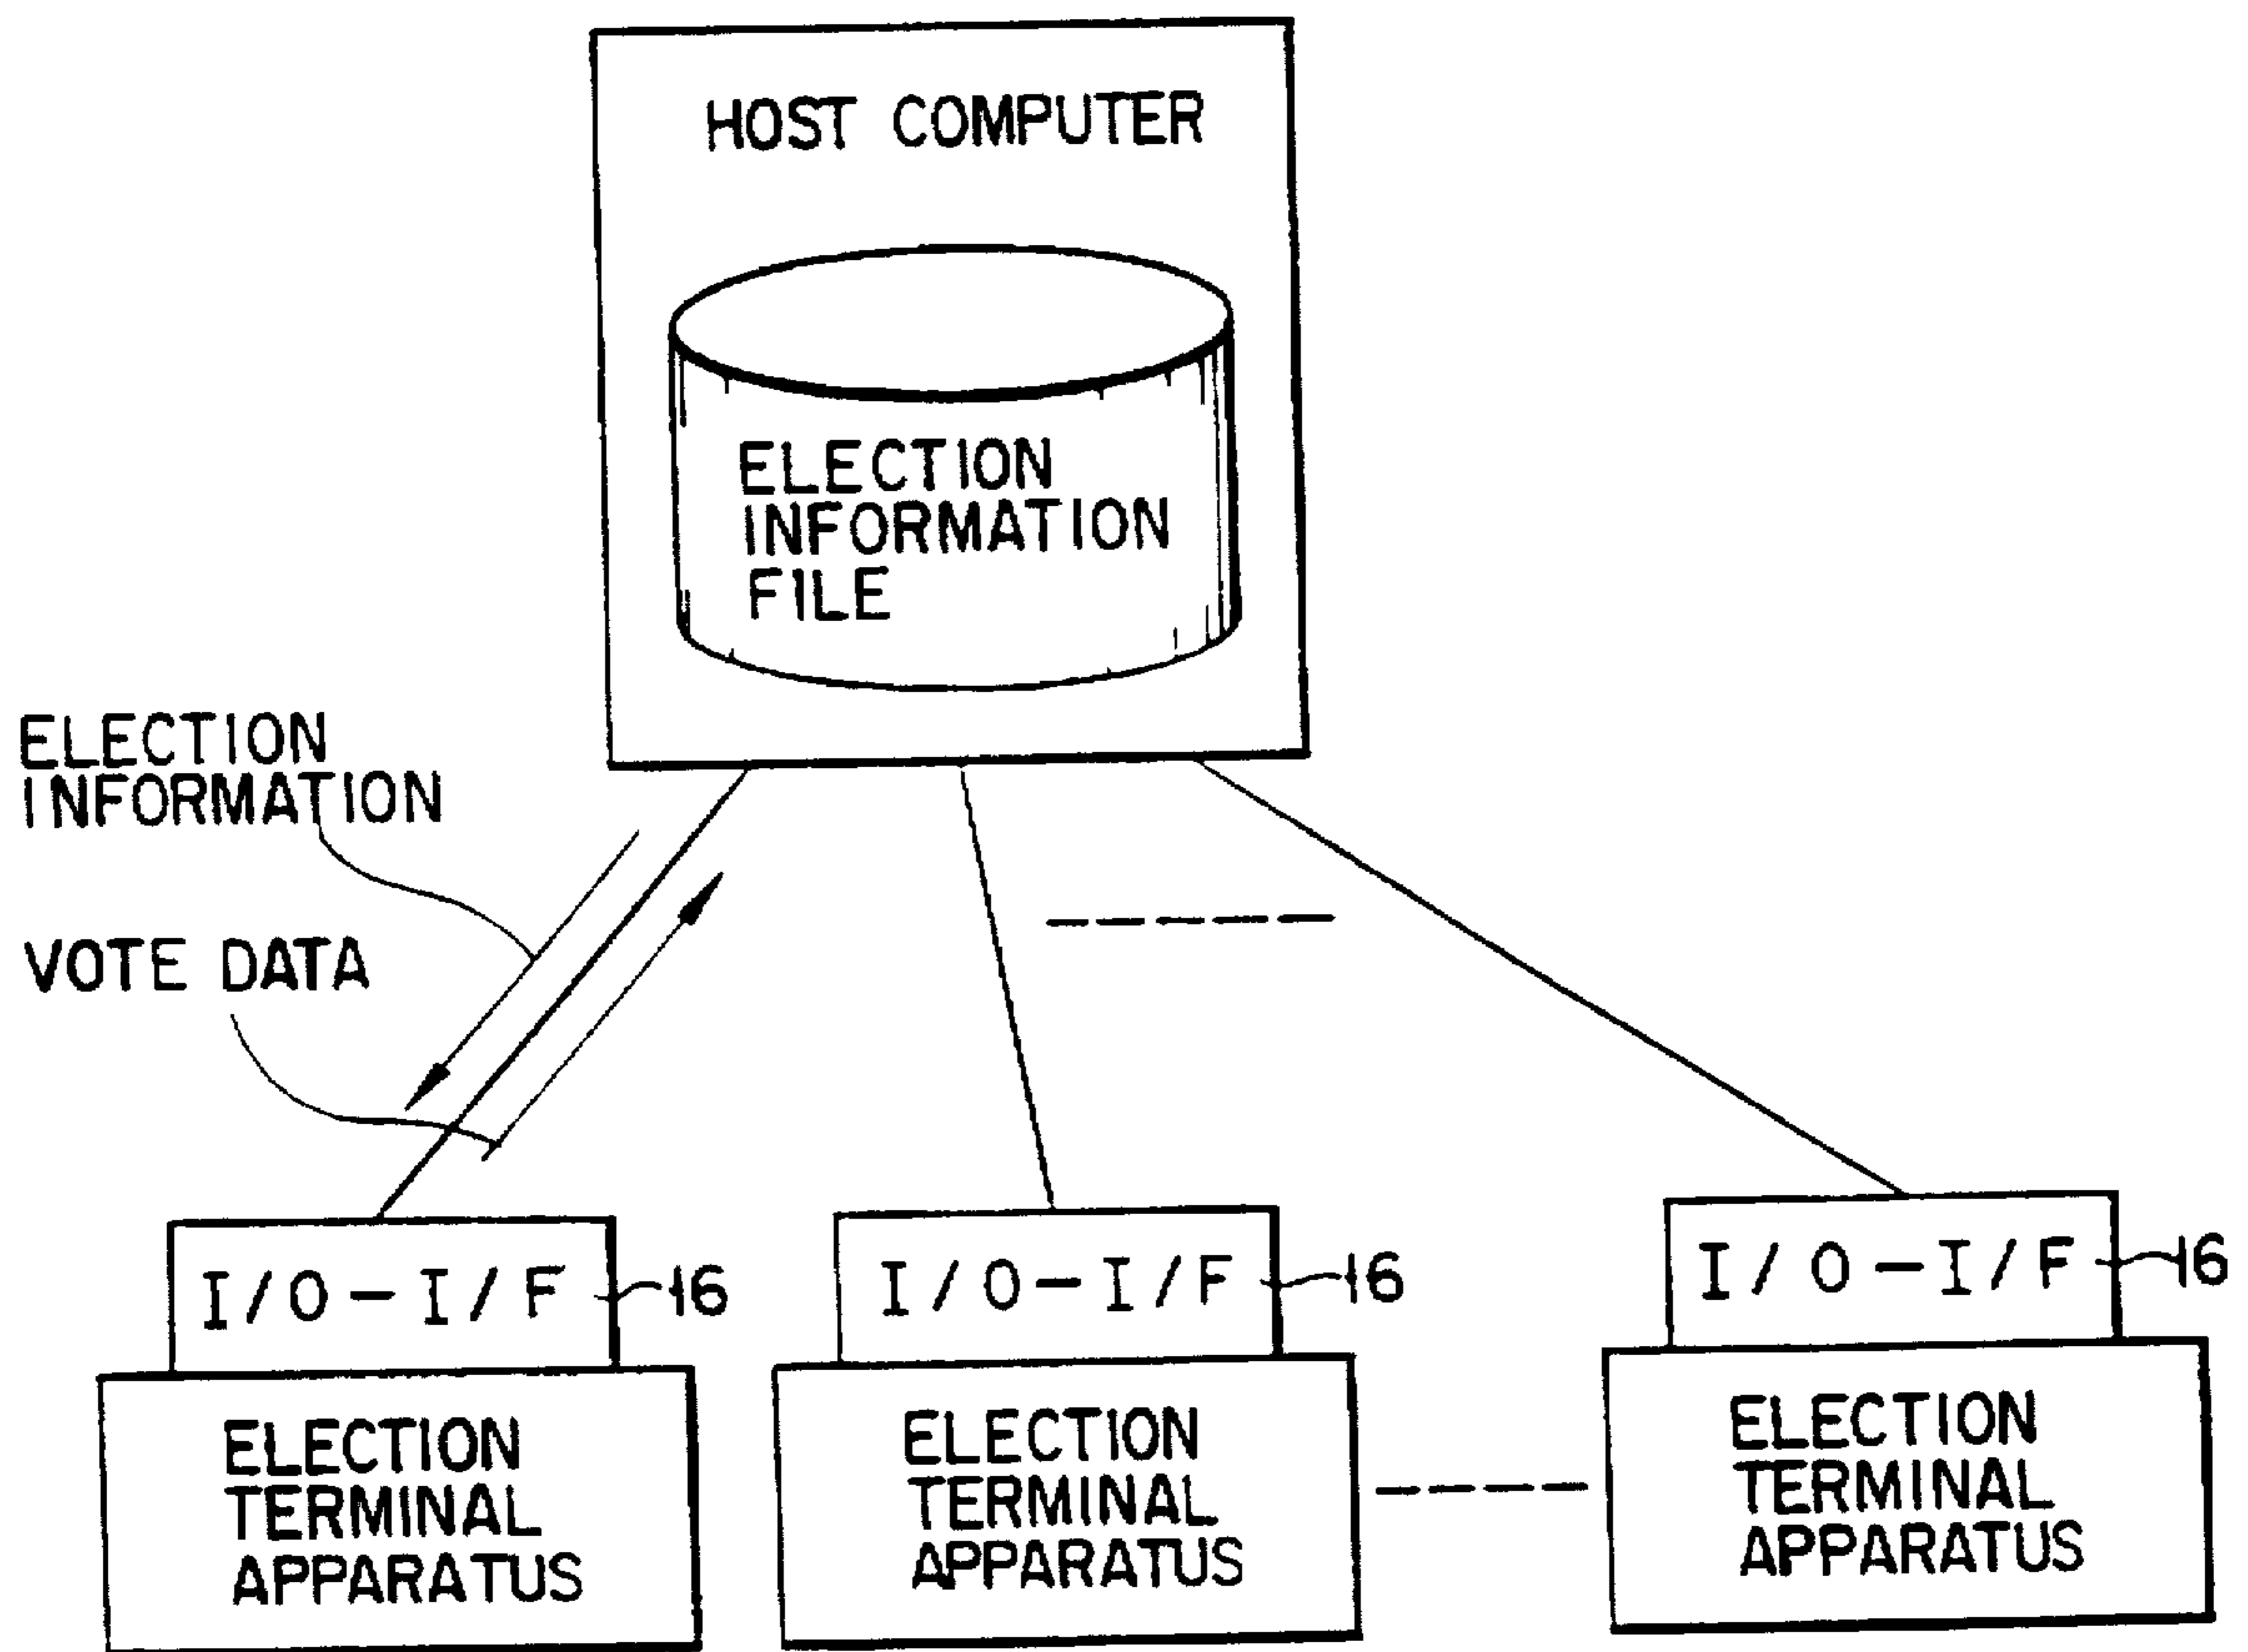 HOST COMPUTER
ELECTION
INFORMATION
FILE
ELECTION
INFORMATION
VOTE DATA
I/O-I/F
16
I/O-I/F
16
I/O-I/F
16
ELECTION
TERMINAL
APPARATUS
ELECTION
TERMINAL
APPARATUS
ELECTION
TERMINAL
APPARATUS